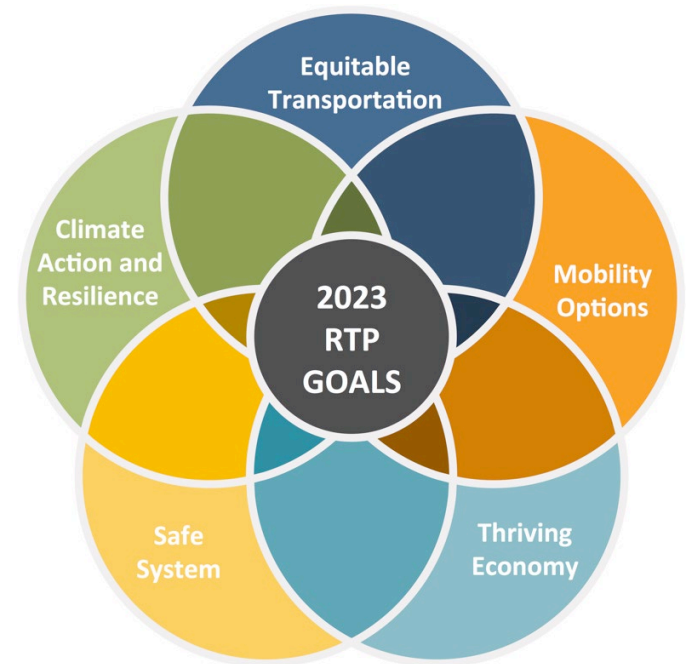 Equitable
Transportation
Climate
Action and
Resilience
Mobility
Options
2023
RTP
GOALS
Safe
System
Thriving
Economy